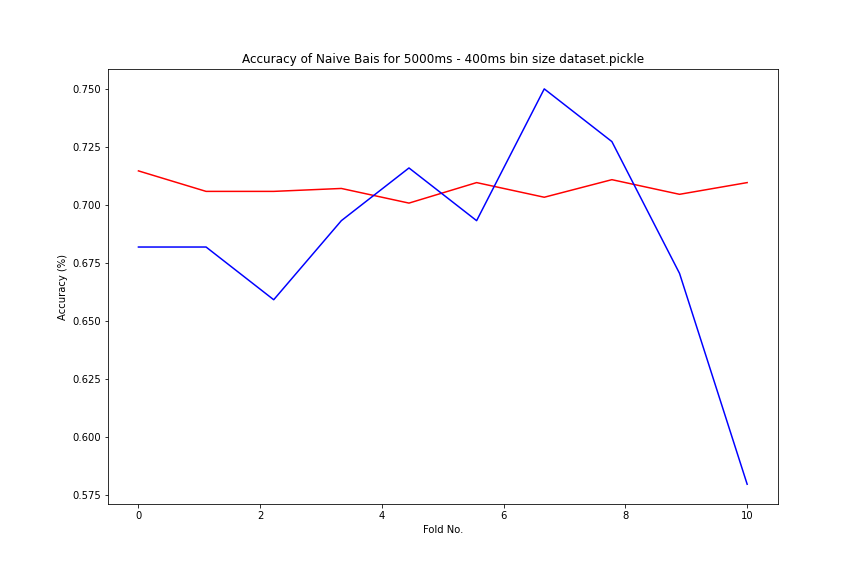 Accuracy of Naive Bais for 5000ms - 400ms bin size dataset.pickle
0.750
0.725
0.700
0.675
0.650
0.625
0.600
0.575
Accuracy (%)
0 2 4 6 8 10
Fold No.